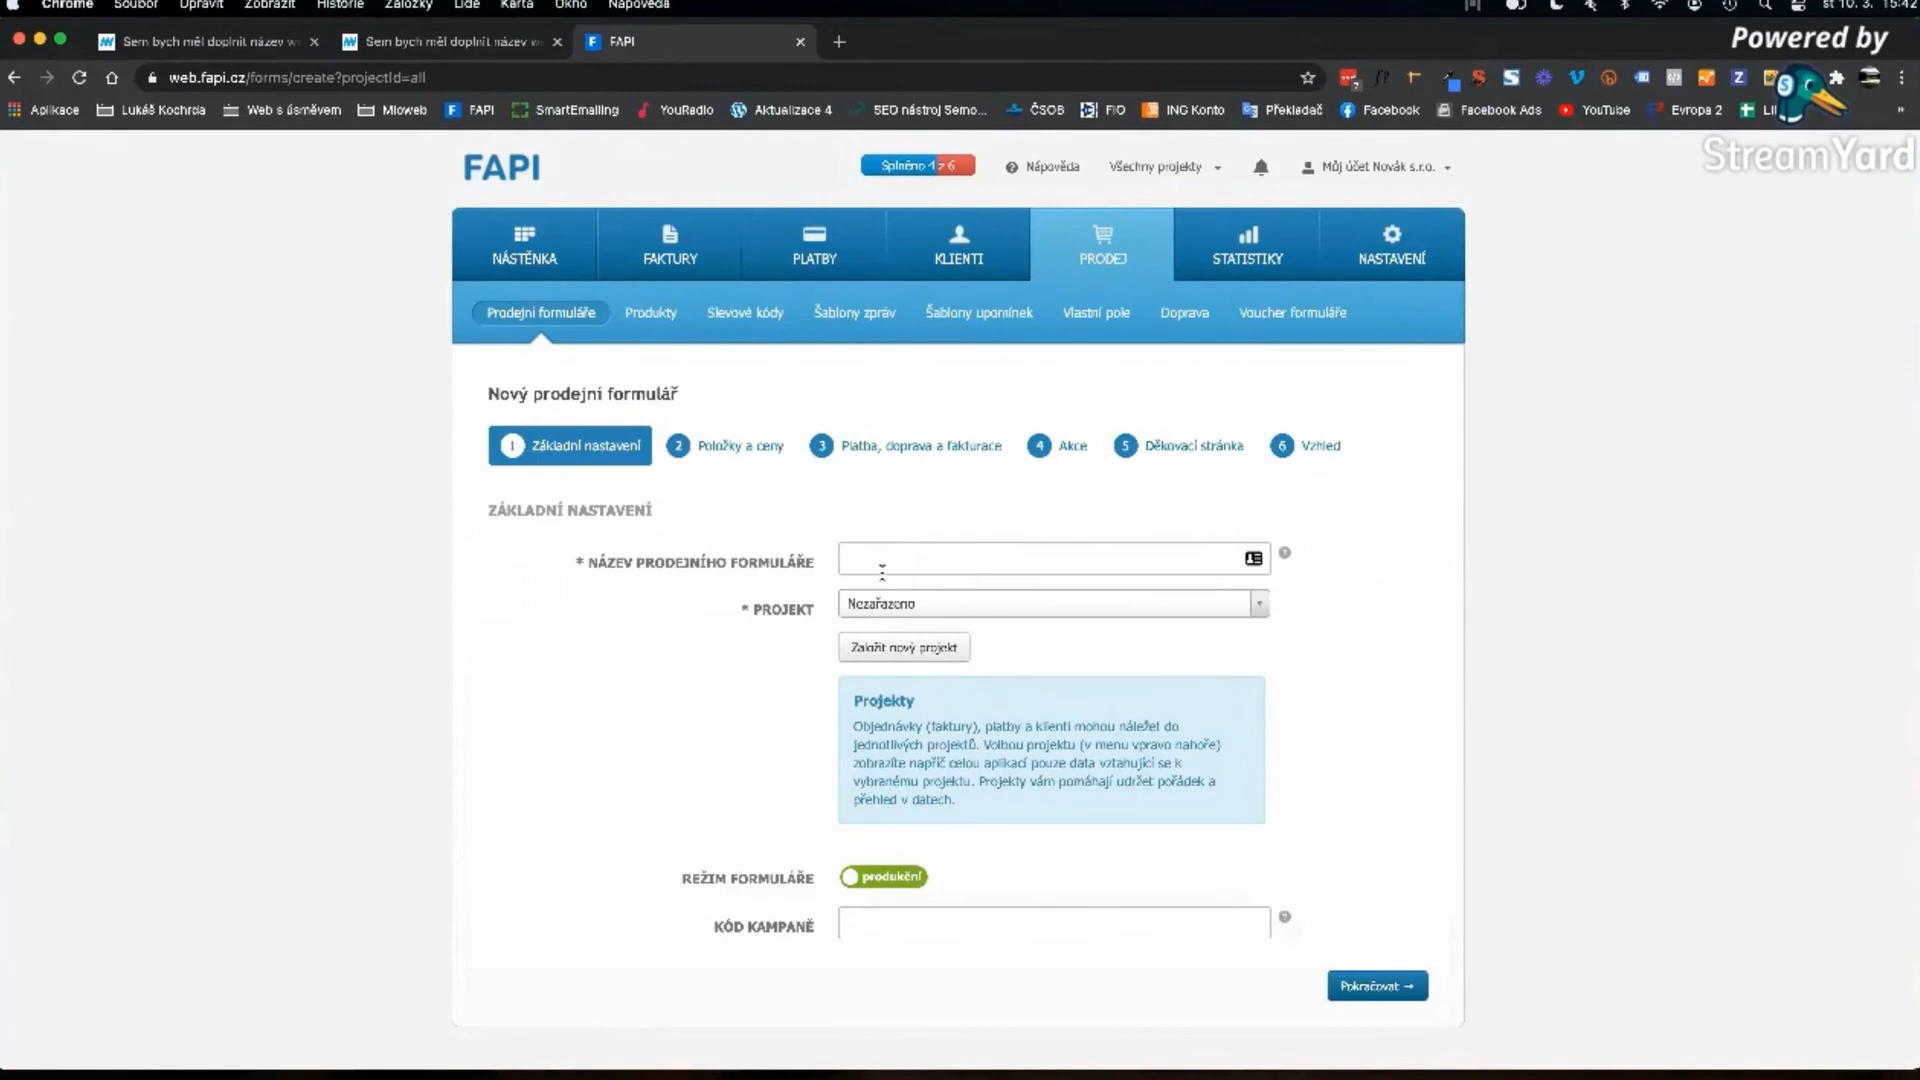 Chrome Soubor Upravit Zobrazit Historie Záložky Lidé Karta Okno Nápověda st 10. 3. 15:42
Sem bych měl doplnit název w Sem bych měl doplnit název w FAPI
Powered by
web.fapi.cz/forms/create?projectId=all
Aplikace Lukáš Kochrda Web s úsměvem Mioweb FAPI SmartEmailing YouRadio Aktualizace 4 SEO nástroj Semo... ČSOB FIO ING Konto Překladač Facebook Facebook Ads YouTube Evropa 2
StreamYard
FAPI
Splněno 4 z 6 Nápověda Všechny projekty Můj účet Novák s.r.o.
NÁSTĚNKA FAKTURY PLATBY KLIENTI PRODEJ STATISTIKY NASTAVENÍ
Prodejní formuláře Produkty Slevové kódy Šablony zpráv Šablony upomínek Vlastní pole Doprava Voucher formuláře
Nový prodejní formulář
1 Základní nastavení 2 Položky a ceny 3 Platba, doprava a fakturace 4 Akce 5 Děkovací stránka 6 Vzhled
ZÁKLADNÍ NASTAVENÍ
* NÁZEV PRODEJNÍHO FORMULÁŘE
* PROJEKT Nezařazeno
Založit nový projekt
Projekty
Objednávky (faktury), platby a klienti mohou náležet do
jednotlivých projektů. Volbou projektu (v menu vpravo nahoře)
zobrazíte napříč celou aplikací pouze data vztahující se k
vybranému projektu. Projekty vám pomáhají udržet pořádek a
přehled v datech.
REŽIM FORMULÁŘE produkční
KÓD KAMPANĚ
Pokračovat →